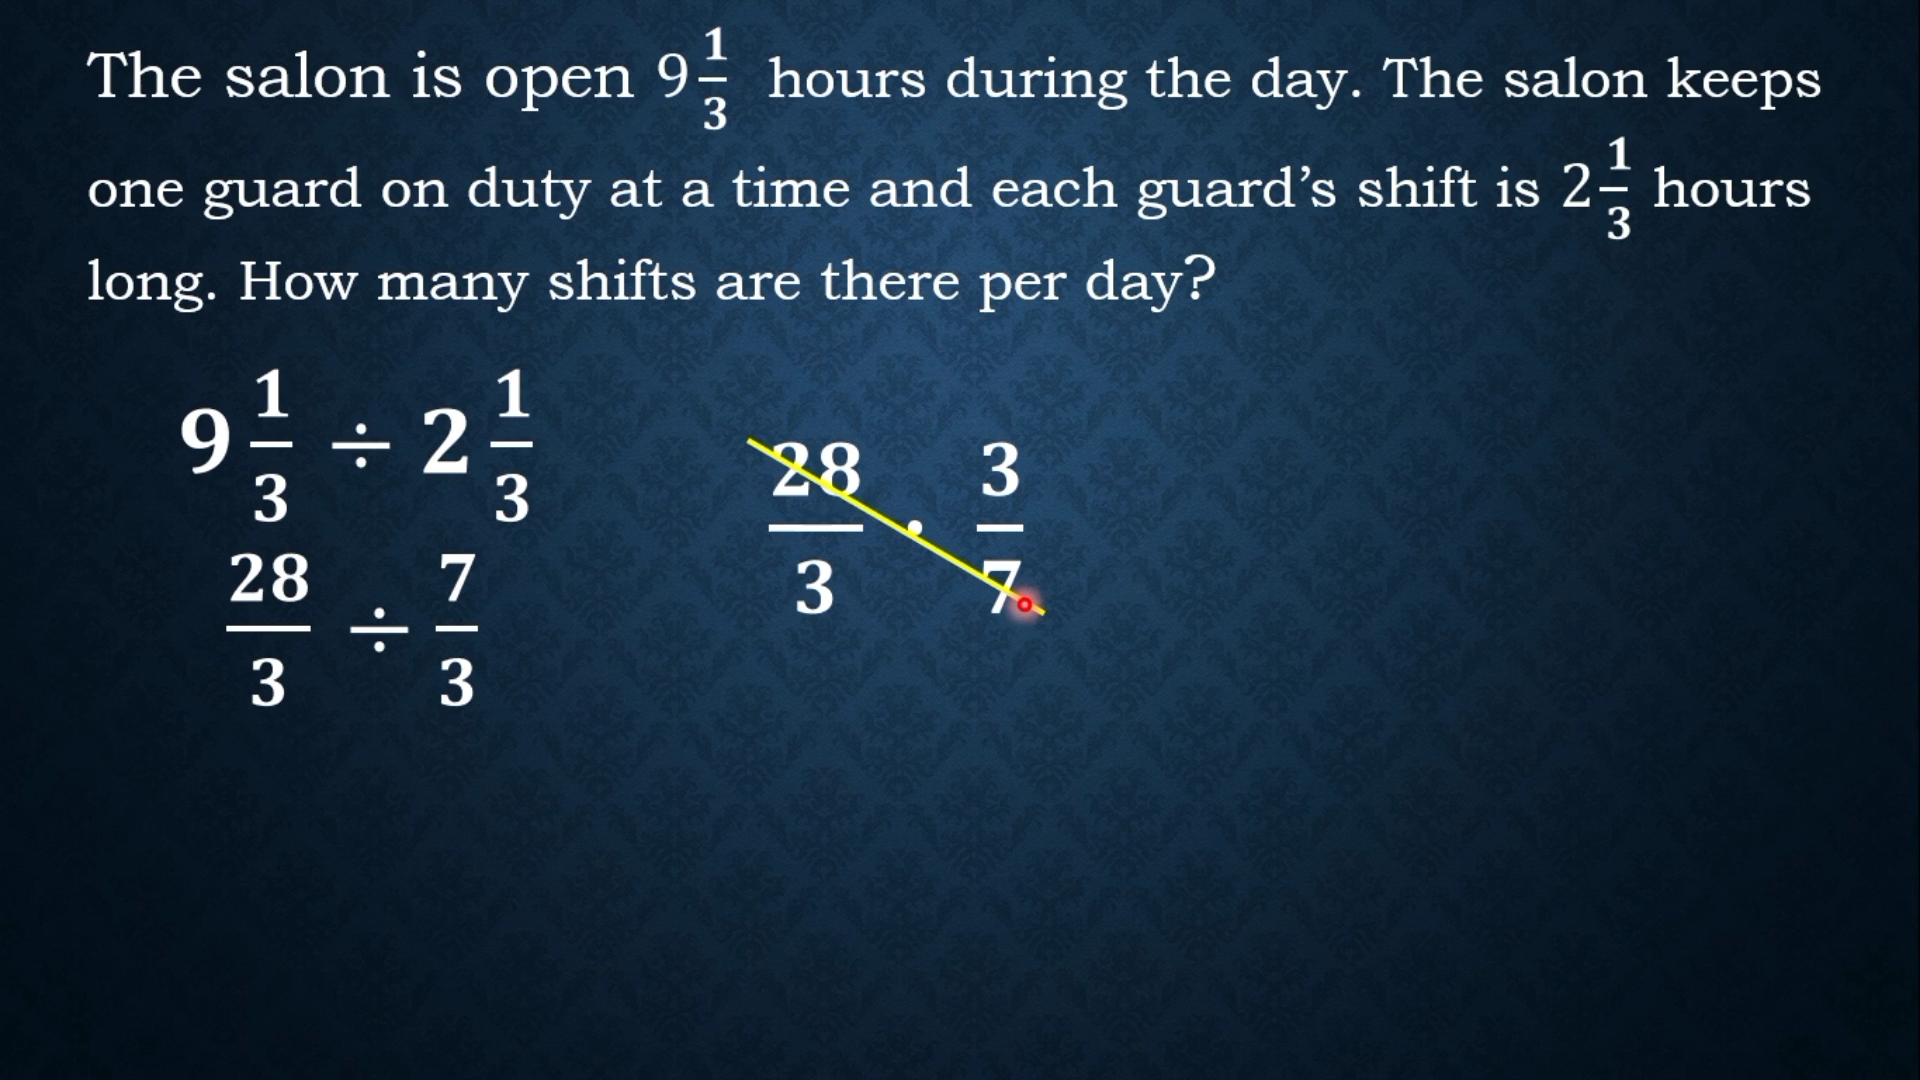 The salon is open 9 1/3 hours during the day. The salon keeps
one guard on duty at a time and each guard's shift is 2 1/3 hours
long. How many shifts are there per day?
9 1/3 ÷ 2 1/3
28/3 · 3/7
28/3 ÷ 7/3